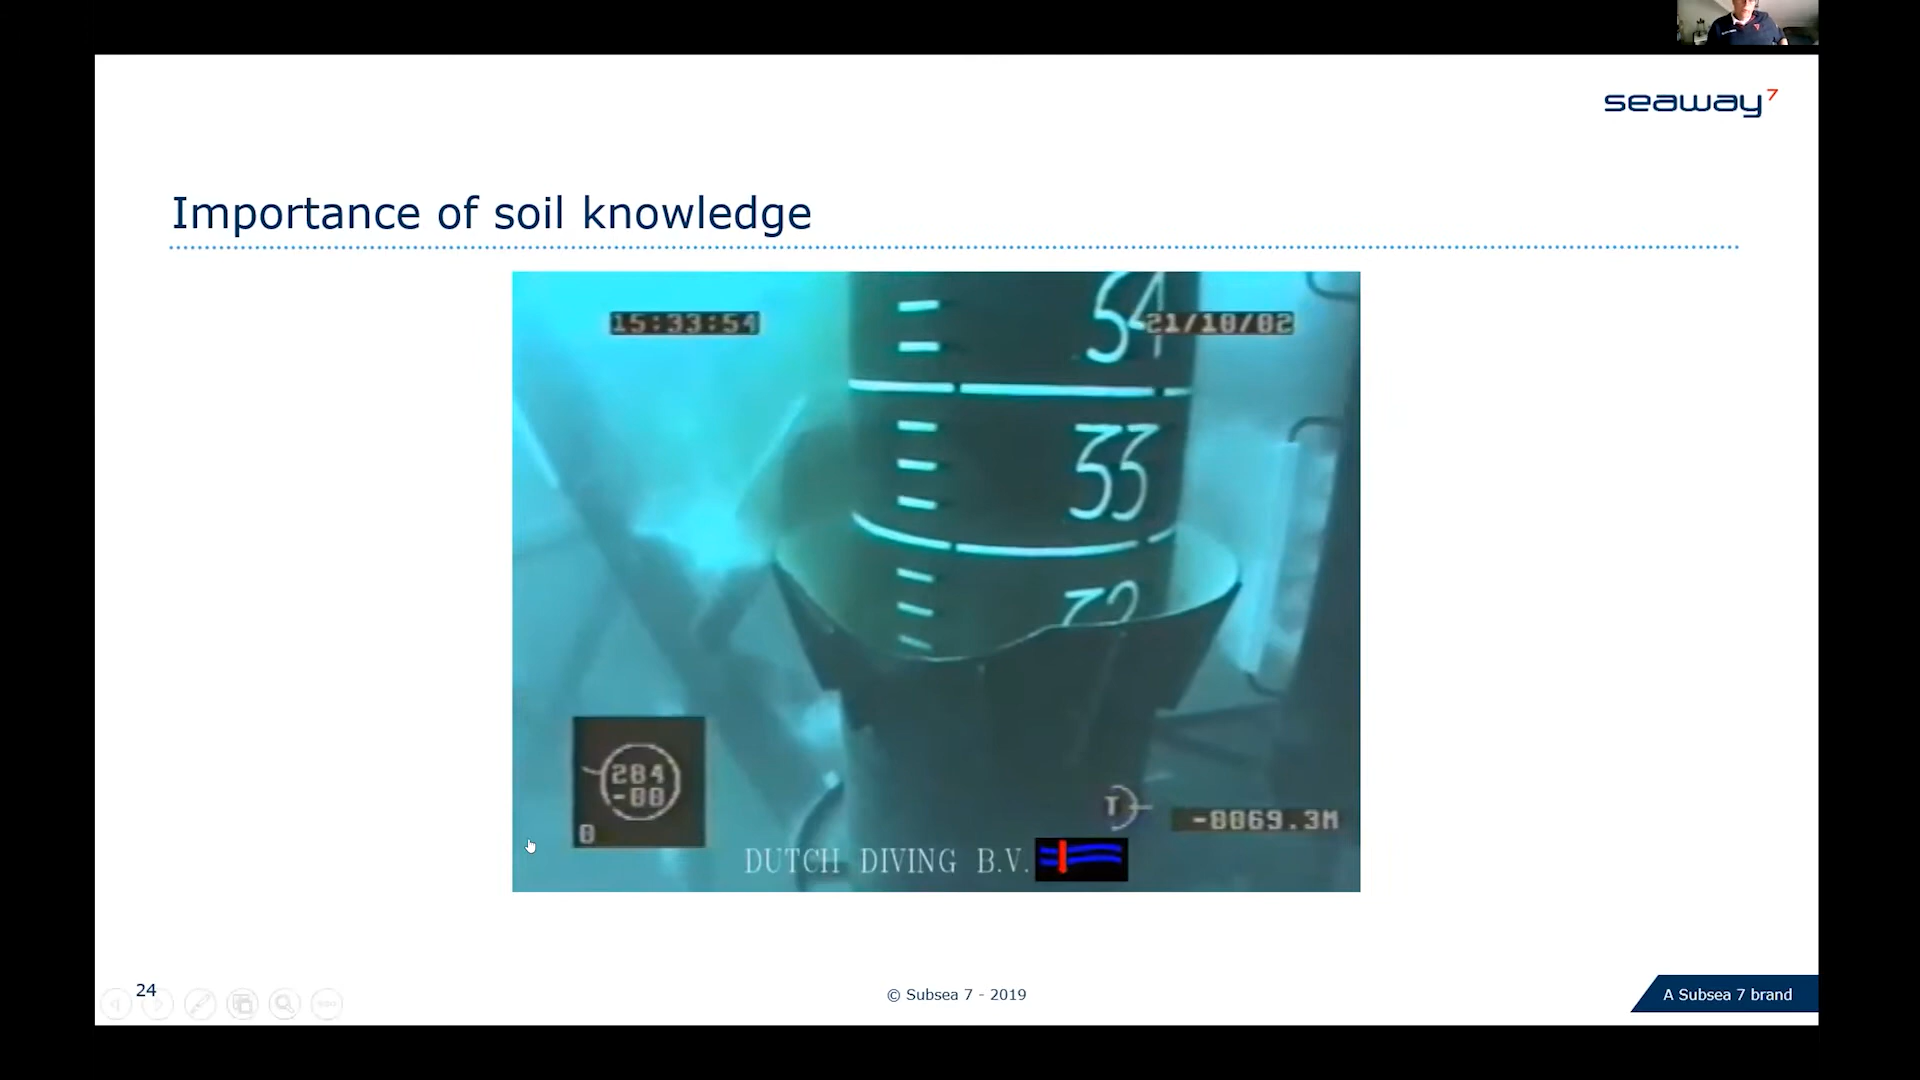 seaway7
Importance of soil knowledge
15:33:54
54
21/10/02
33
32
284
-00
0
T
-0069.3M
DUTCH DIVING B.V.
24
© Subsea 7 - 2019
A Subsea 7 brand